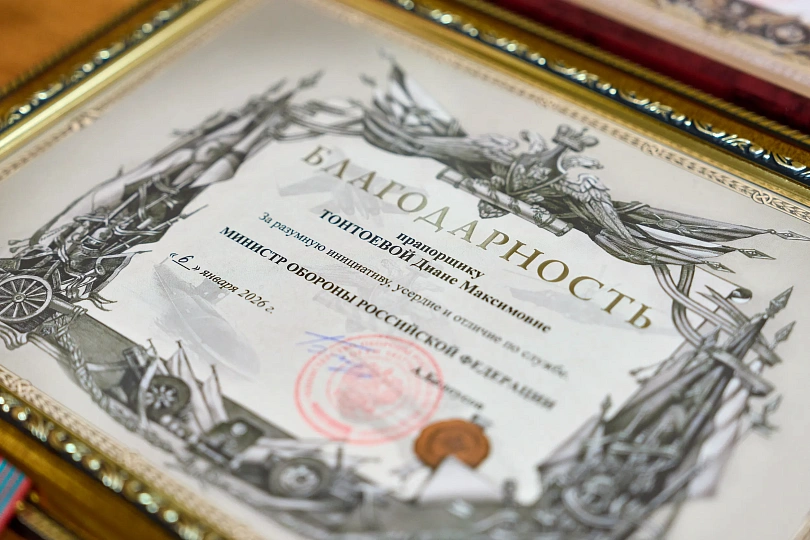 БЛАГОДАРНОСТЬ
прапорщику
ТОНТОЕВОЙ Диане Максимовне
За разумную инициативу, усердие и отличие по службе.
МИНИСТР ОБОРОНЫ РОССИЙСКОЙ ФЕДЕРАЦИИ
« 6 » января 2026 г.